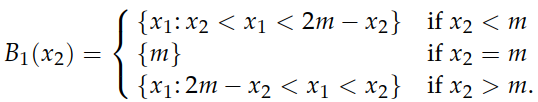 {x₁: x₂ < x₁ < 2m − x₂} if x₂ < m
B₁(x₂) = { {m} if x₂ = m
{x₁: 2m − x₂ < x₁ < x₂} if x₂ > m.